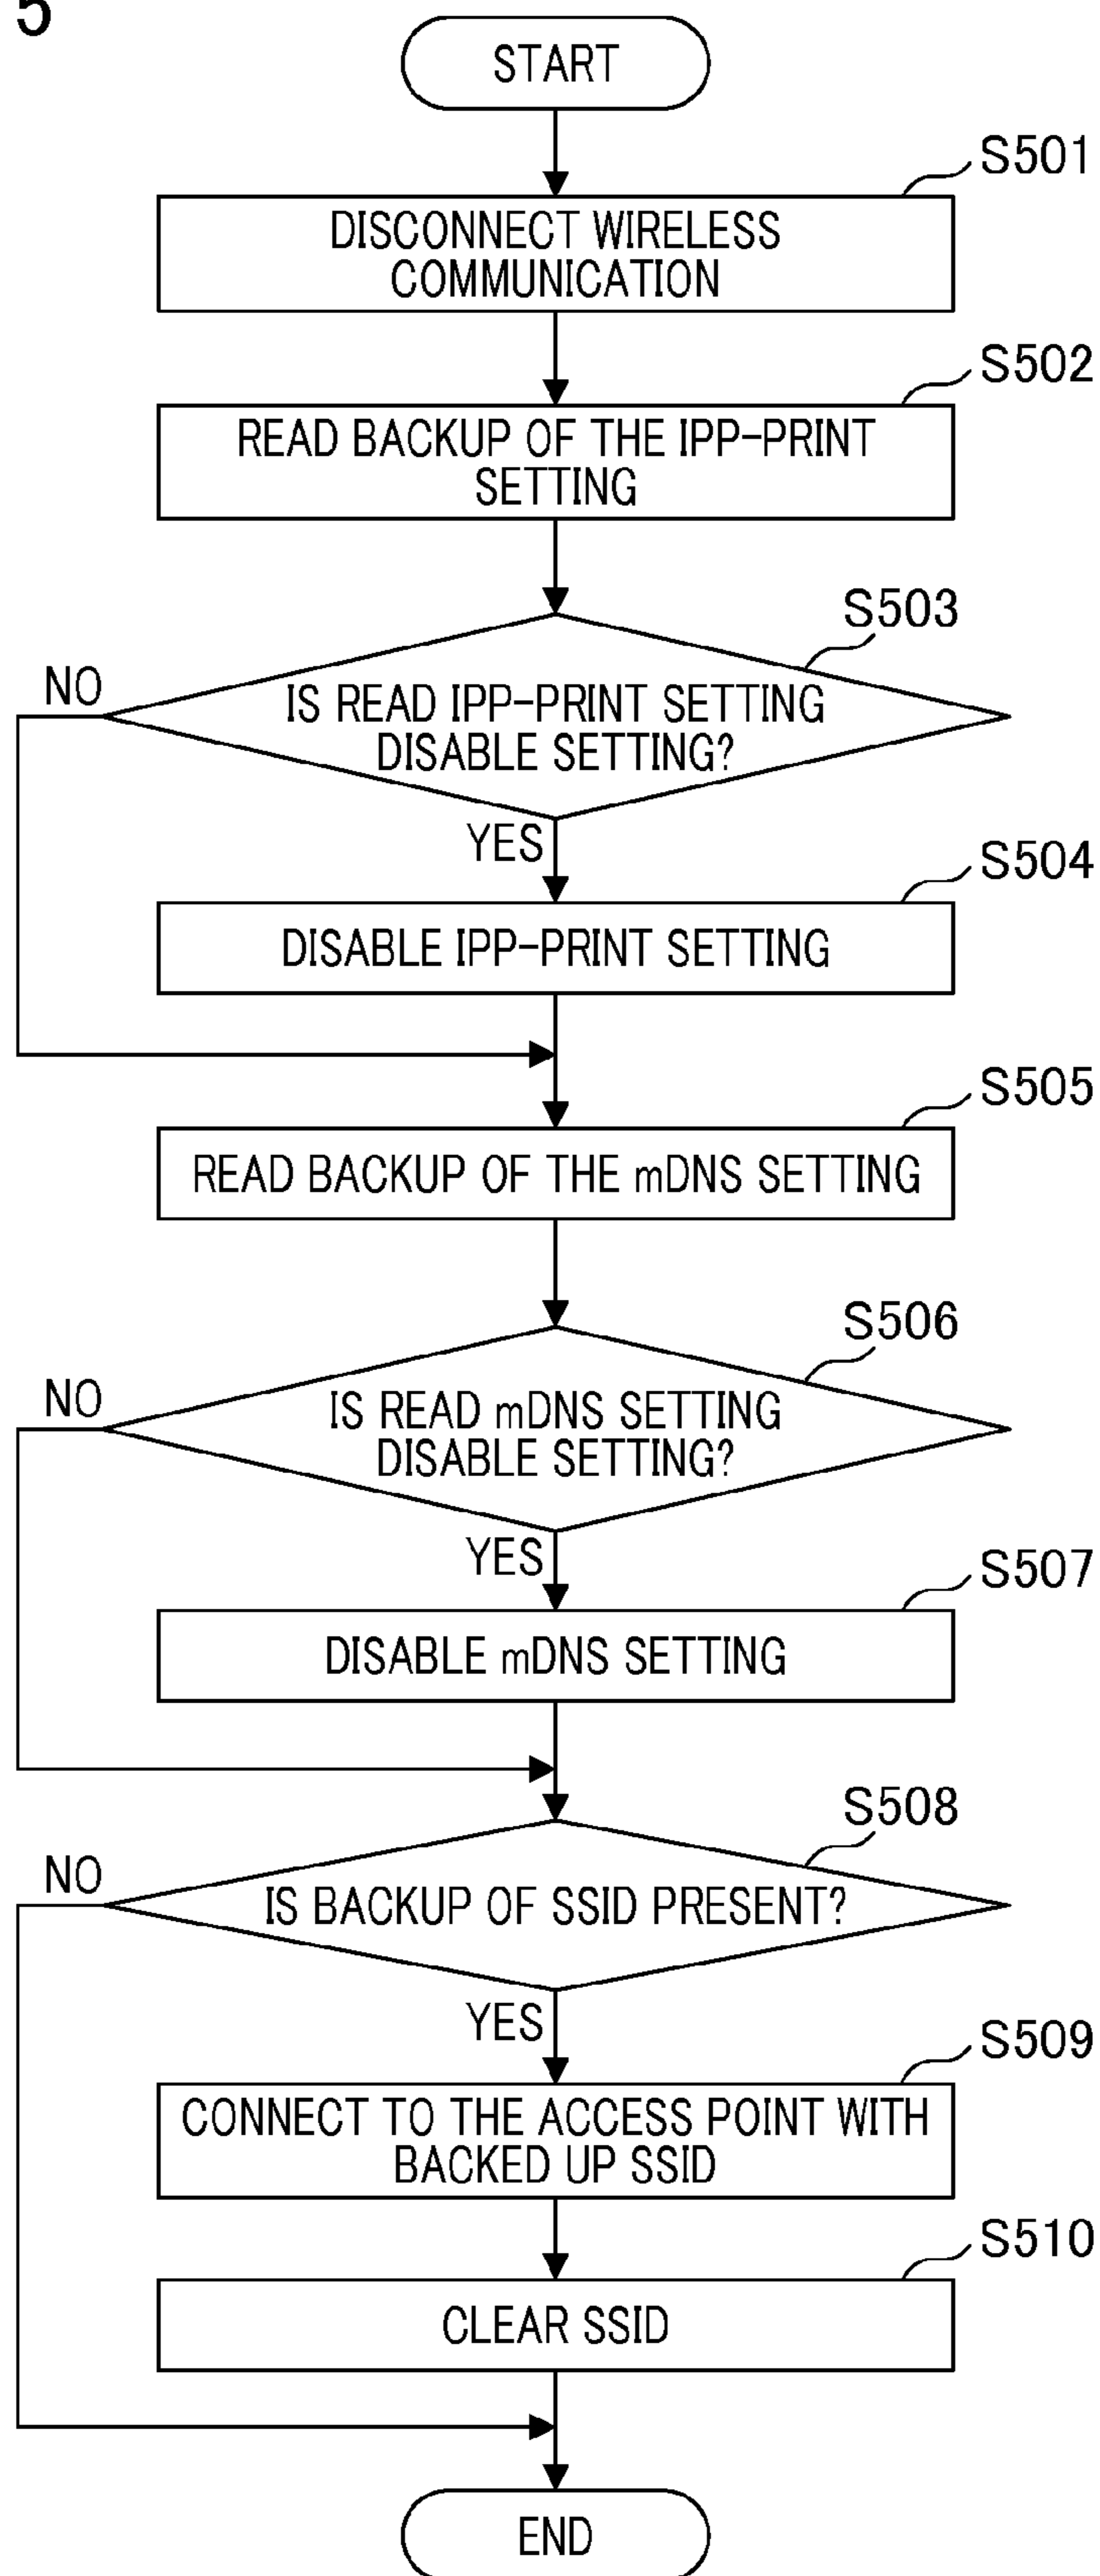 5
START
S501
DISCONNECT WIRELESS
COMMUNICATION
S502
READ BACKUP OF THE IPP-PRINT
SETTING
S503
NO
IS READ IPP-PRINT SETTING
DISABLE SETTING?
YES
S504
DISABLE IPP-PRINT SETTING
S505
READ BACKUP OF THE mDNS SETTING
S506
NO
IS READ mDNS SETTING
DISABLE SETTING?
YES
S507
DISABLE mDNS SETTING
S508
NO
IS BACKUP OF SSID PRESENT?
YES
S509
CONNECT TO THE ACCESS POINT WITH
BACKED UP SSID
S510
CLEAR SSID
END